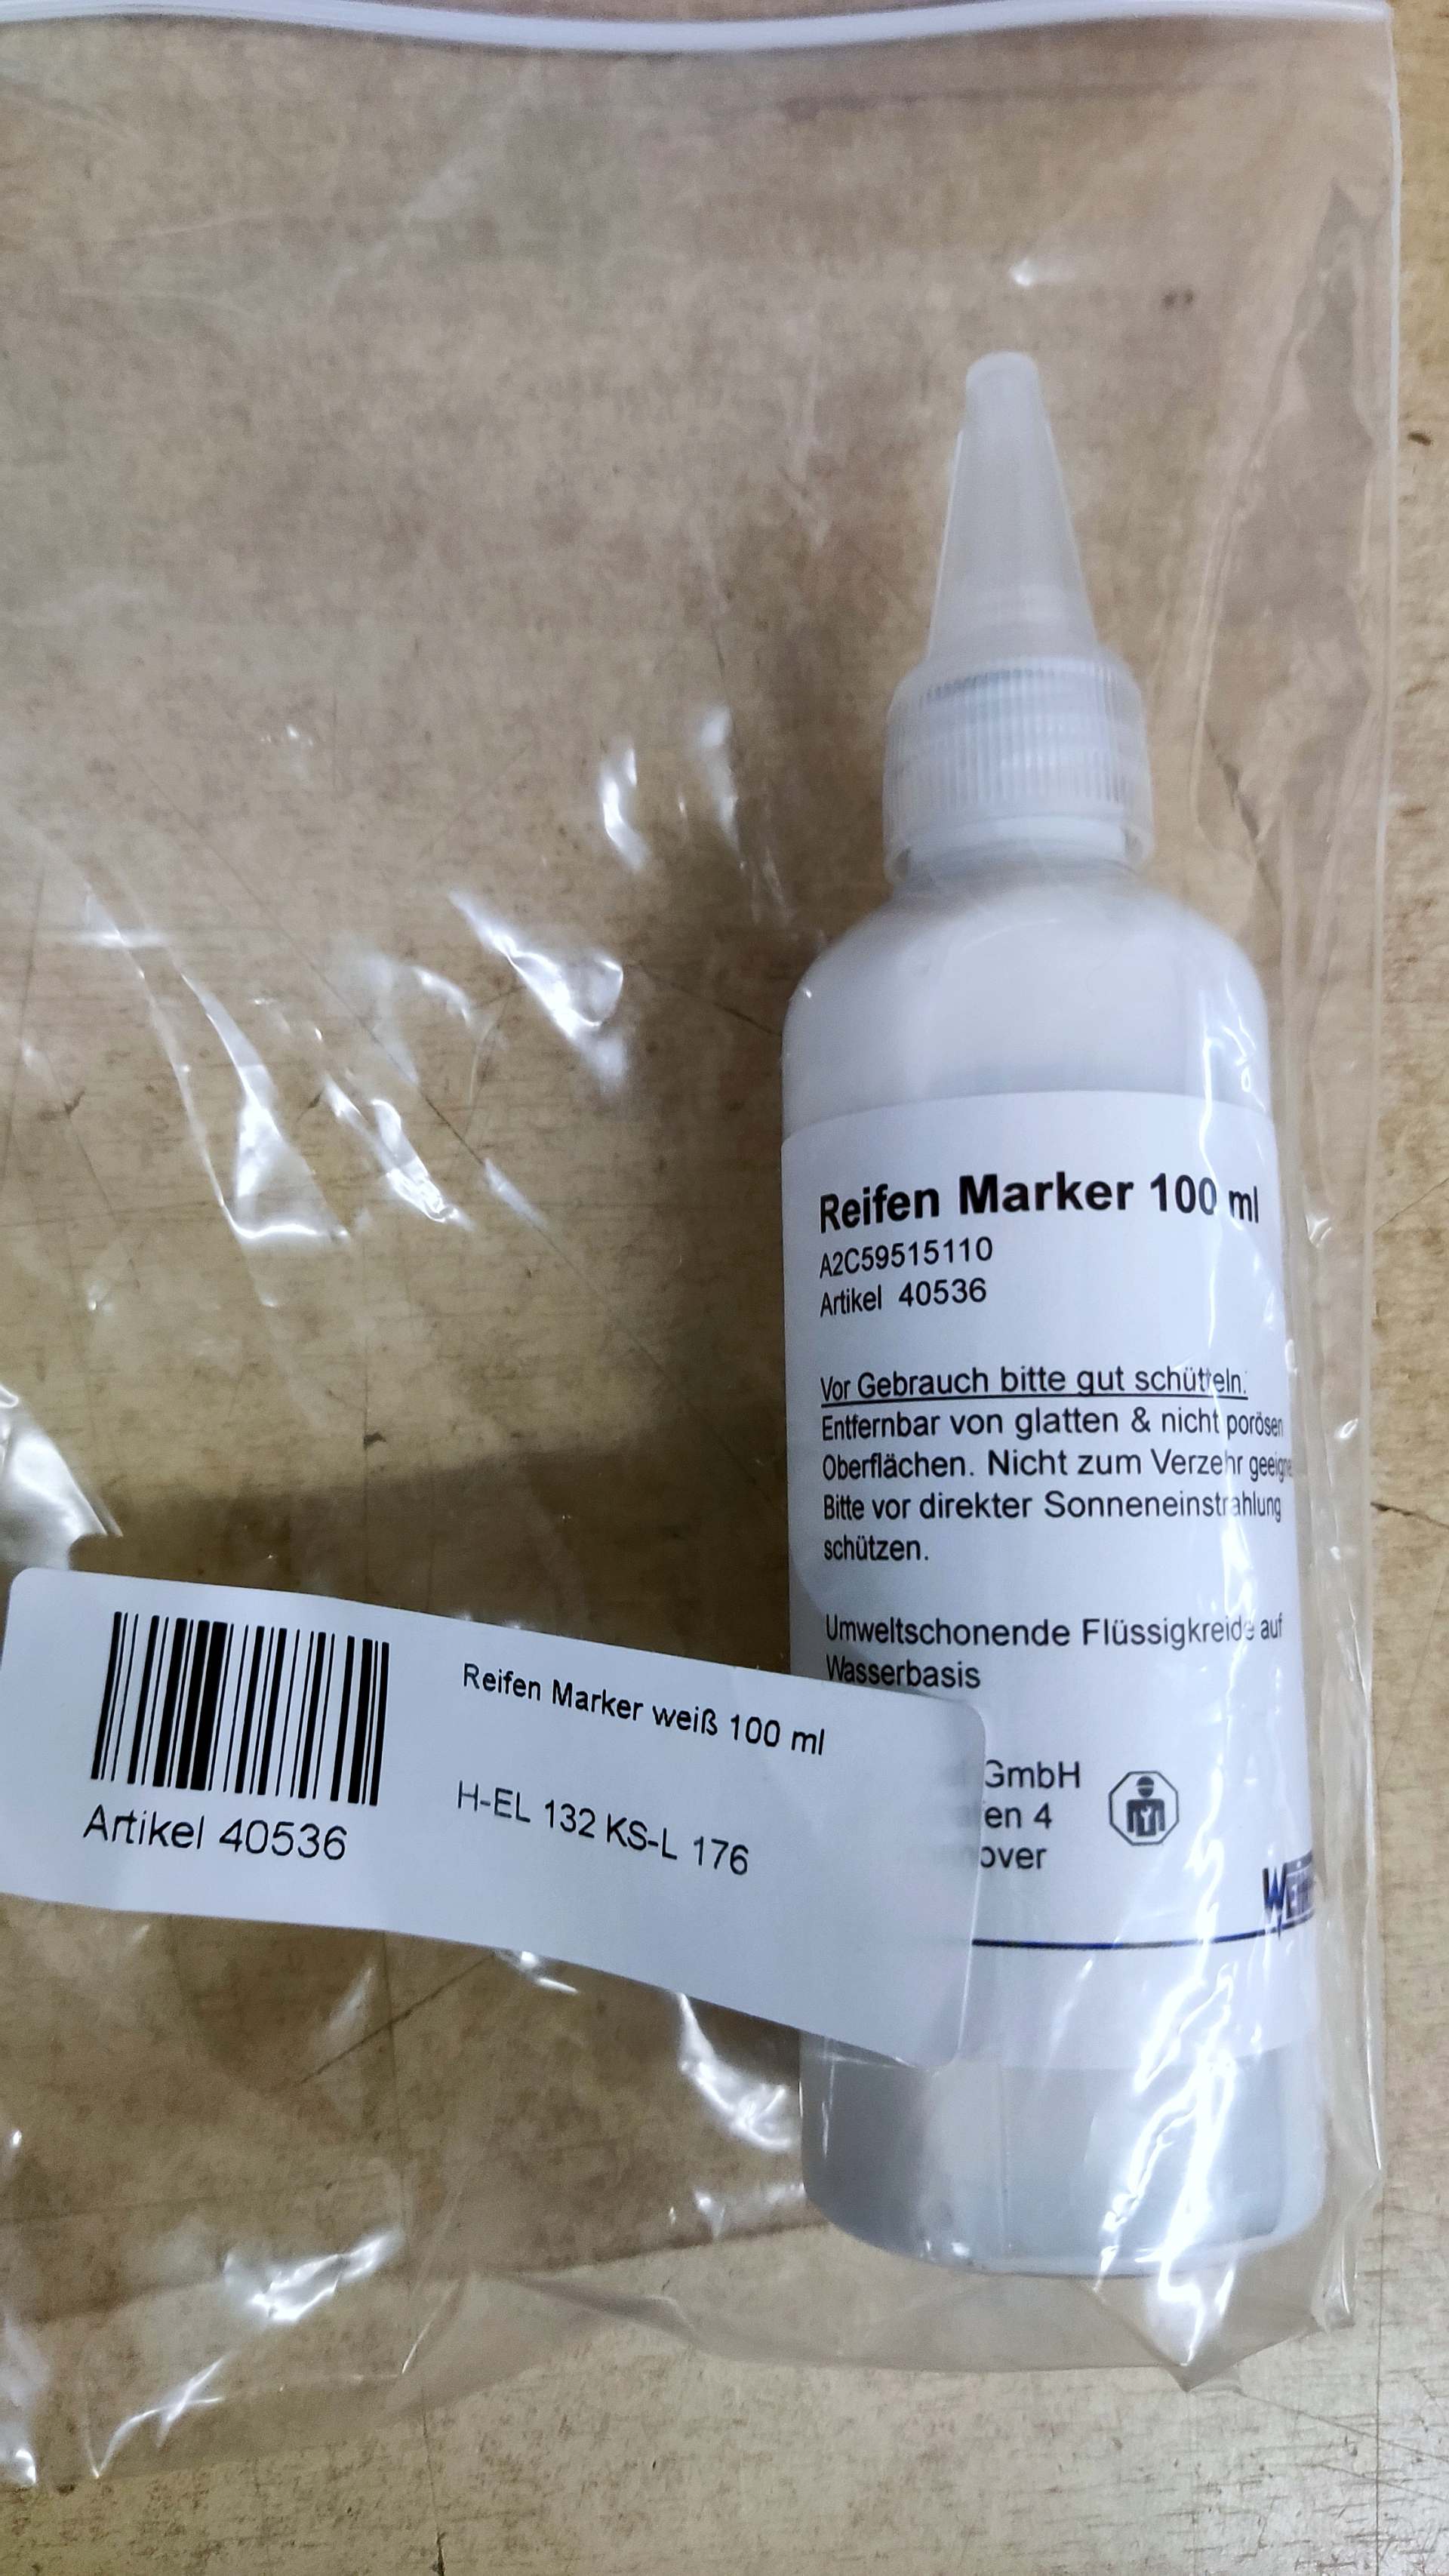 Reifen Marker 100 ml
A2C59515110
Artikel 40536
Vor Gebrauch bitte gut schütteln.
Entfernbar von glatten & nicht porösen
Oberflächen. Nicht zum Verzehr
Bitte vor direkter Sonneneinstrahlung
schützen.
Umweltschonende Flüssigkreide auf
Wasserbasis
GmbH
4
Reifen Marker weiß 100 ml
H-EL 132 KS-L 176
Artikel 40536